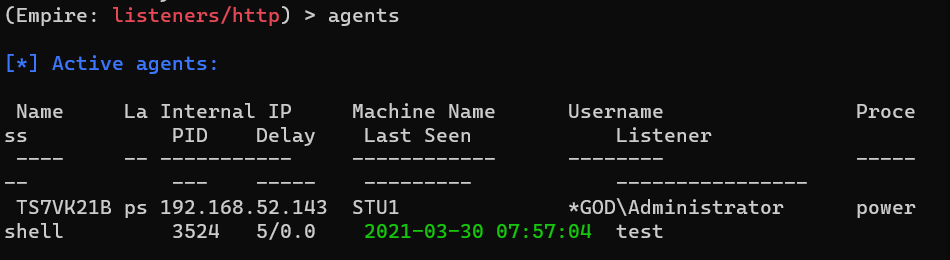 (Empire: listeners/http) > agents
[*] Active agents:
Name La Internal IP Machine Name Username Proce
ss PID Delay Last Seen Listener
---- -- ----------- ------------ -------- -----
-- --- ----- --------- ----------------
TS7VK21B ps 192.168.52.143 STU1 *GOD\Administrator power
shell 3524 5/0.0 2021-03-30 07:57:04 test